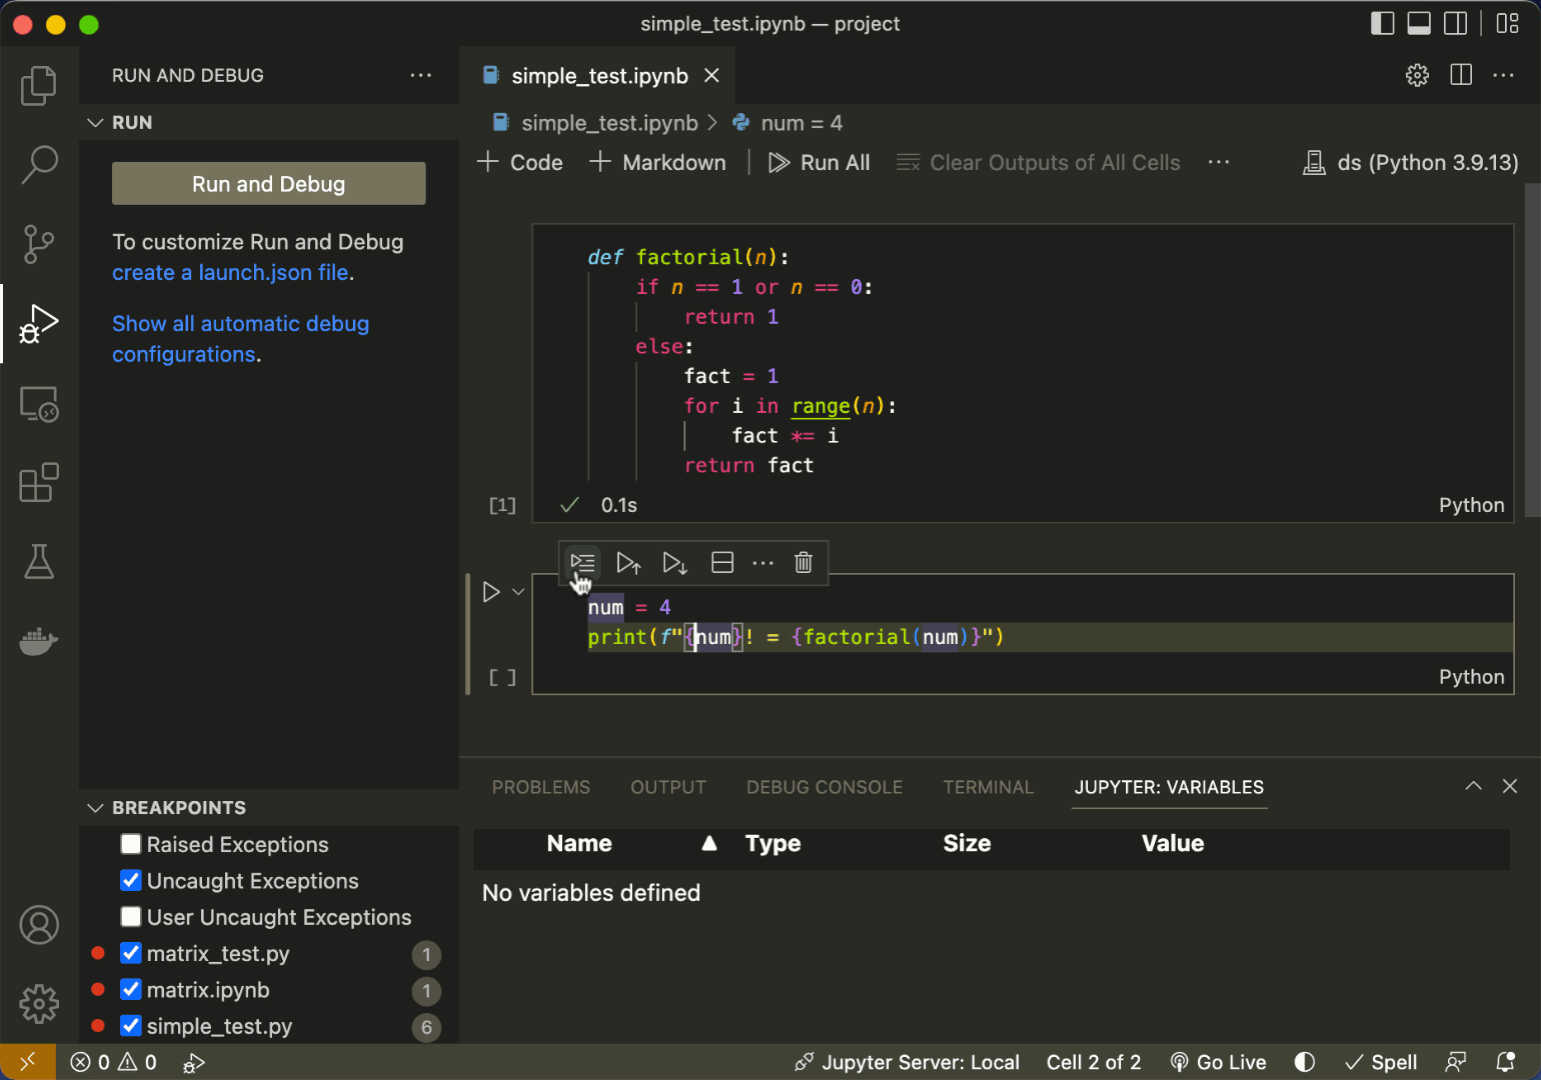 simple_test.ipynb — project
RUN AND DEBUG
simple_test.ipynb
RUN
simple_test.ipynb > num = 4
+ Code + Markdown Run All Clear Outputs of All Cells ··· ds (Python 3.9.13)
Run and Debug
To customize Run and Debug
create a launch.json file.
Show all automatic debug
configurations.
def factorial(n):
if n == 1 or n == 0:
return 1
else:
fact = 1
for i in range(n):
fact *= i
return fact
[1] 0.1s Python
num = 4
print(f"{num}! = {factorial(num)}")
[ ] Python
PROBLEMS OUTPUT DEBUG CONSOLE TERMINAL JUPYTER: VARIABLES
Name Type Size Value
No variables defined
BREAKPOINTS
Raised Exceptions
Uncaught Exceptions
User Uncaught Exceptions
matrix_test.py 1
matrix.ipynb 1
simple_test.py 6
0 0 Jupyter Server: Local Cell 2 of 2 Go Live Spell